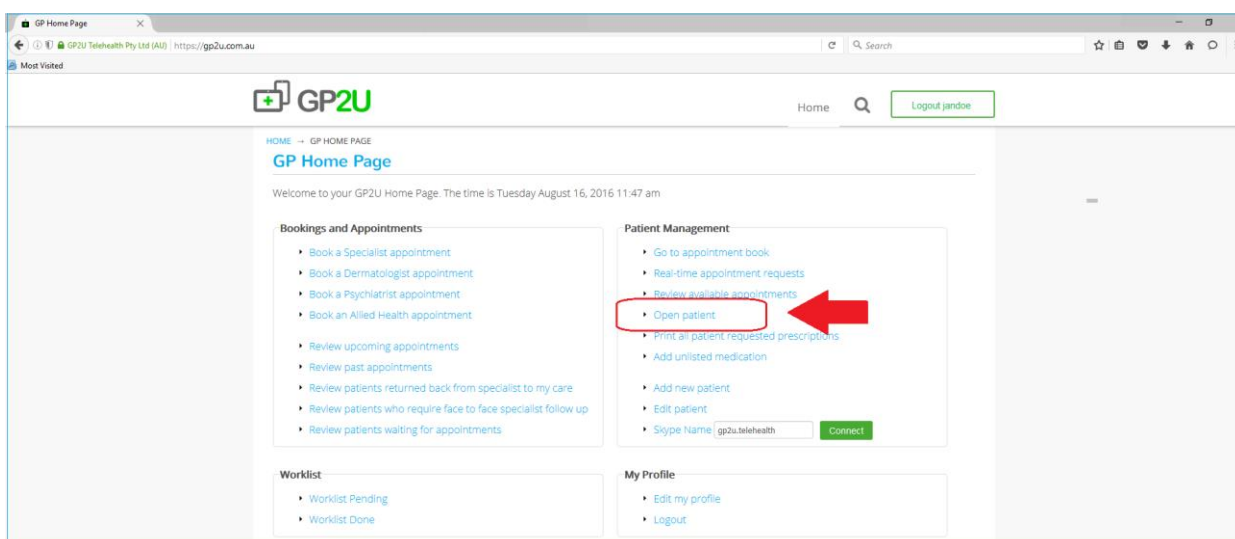 GP Home Page
GP2U Telehealth Pty Ltd (AU) https://gp2u.com.au
Search
Most Visited
GP2U
Home
Logout jandoe
HOME → GP HOME PAGE
GP Home Page
Welcome to your GP2U Home Page. The time is Tuesday August 16, 2016 11:47 am
Bookings and Appointments
Book a Specialist appointment
Book a Dermatologist appointment
Book a Psychiatrist appointment
Book an Allied Health appointment
Review upcoming appointments
Review past appointments
Review patients returned back from specialist to my care
Review patients who require face to face specialist follow up
Review patients waiting for appointments
Patient Management
Go to appointment book
Real-time appointment requests
Review available appointments
Open patient
Print all patient requested prescriptions
Add unlisted medication
Add new patient
Edit patient
Skype Name gp2u.telehealth Connect
Worklist
Worklist Pending
Worklist Done
My Profile
Edit my profile
Logout